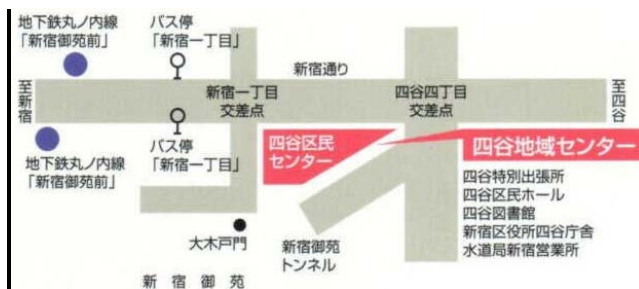 地下鉄丸ノ内線
「新宿御苑前」
バス停
「新宿一丁目」
至新宿
新宿一丁目
交差点
新宿通り
四谷四丁目
交差点
至四谷
地下鉄丸ノ内線
「新宿御苑前」
バス停
「新宿一丁目」
四谷区民
センター
四谷地域センター
四谷特別出張所
四谷区民ホール
四谷図書館
新宿区役所四谷庁舎
水道局新宿営業所
大木戸門
新宿御苑
トンネル
新宿御苑